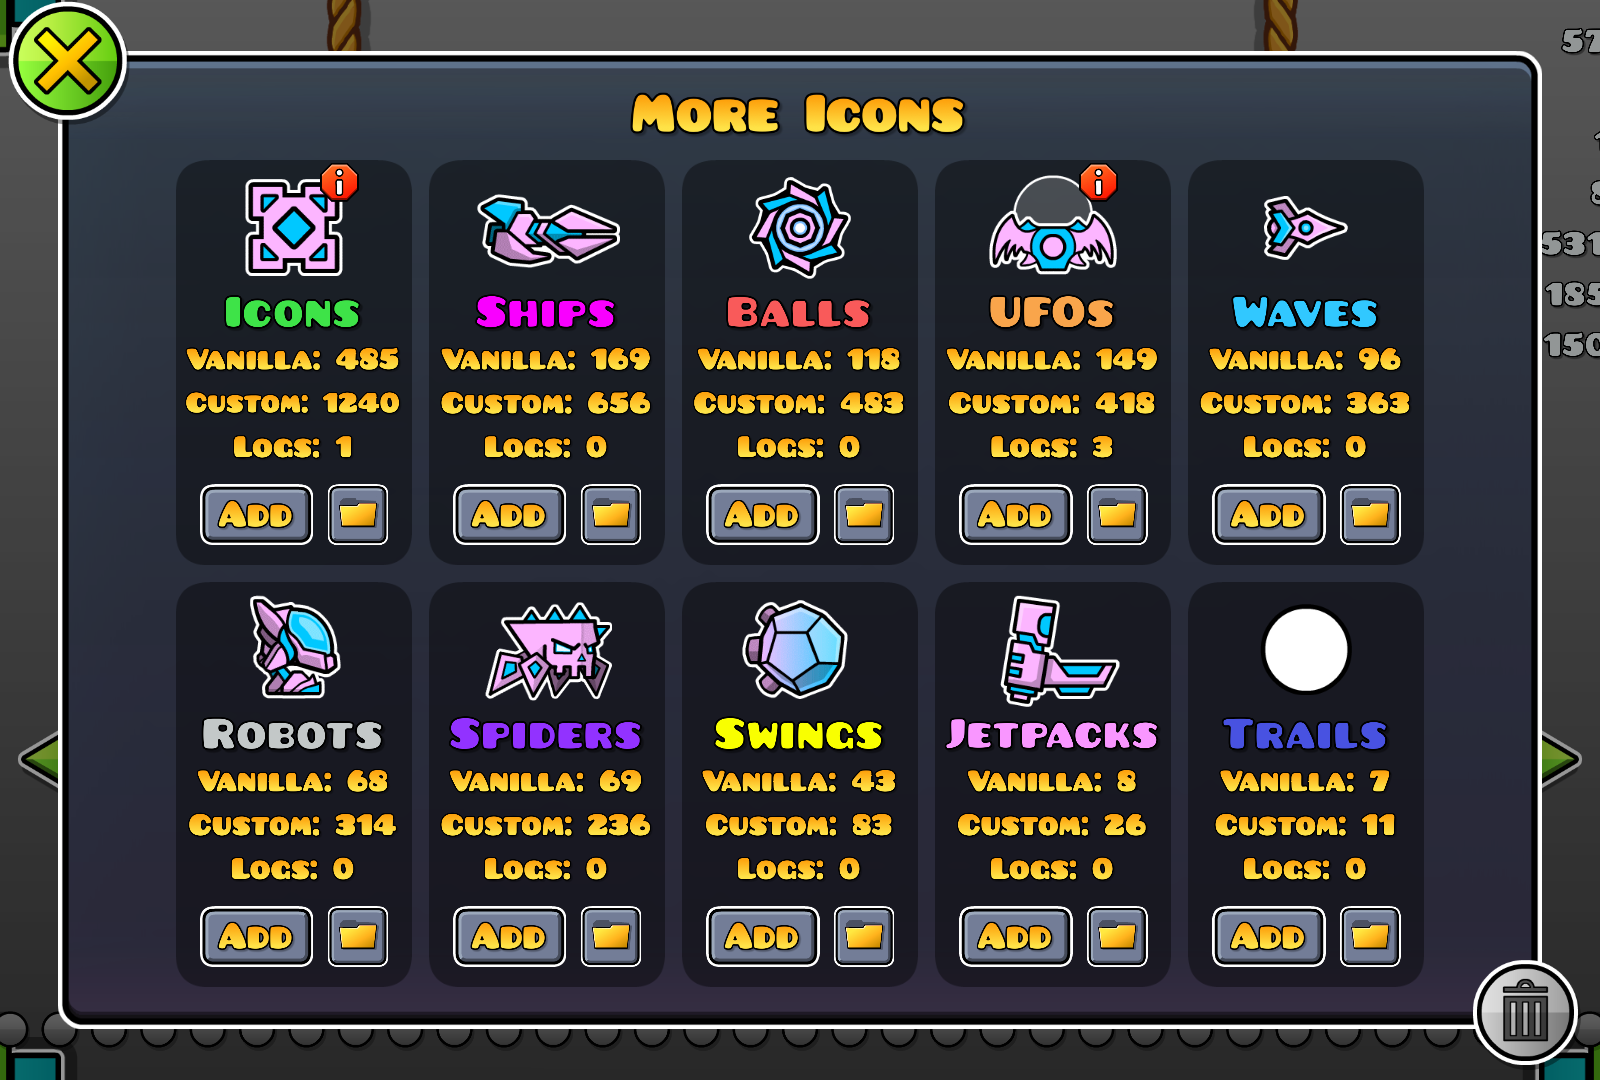 More Icons
Icons
Vanilla: 485
Custom: 1240
Logs: 1
Add
Ships
Vanilla: 169
Custom: 656
Logs: 0
Add
Balls
Vanilla: 118
Custom: 483
Logs: 0
Add
UFOs
Vanilla: 149
Custom: 418
Logs: 3
Add
Waves
Vanilla: 96
Custom: 363
Logs: 0
Add
Robots
Vanilla: 68
Custom: 314
Logs: 0
Add
Spiders
Vanilla: 69
Custom: 236
Logs: 0
Add
Swings
Vanilla: 43
Custom: 83
Logs: 0
Add
Jetpacks
Vanilla: 8
Custom: 26
Logs: 0
Add
Trails
Vanilla: 7
Custom: 11
Logs: 0
Add